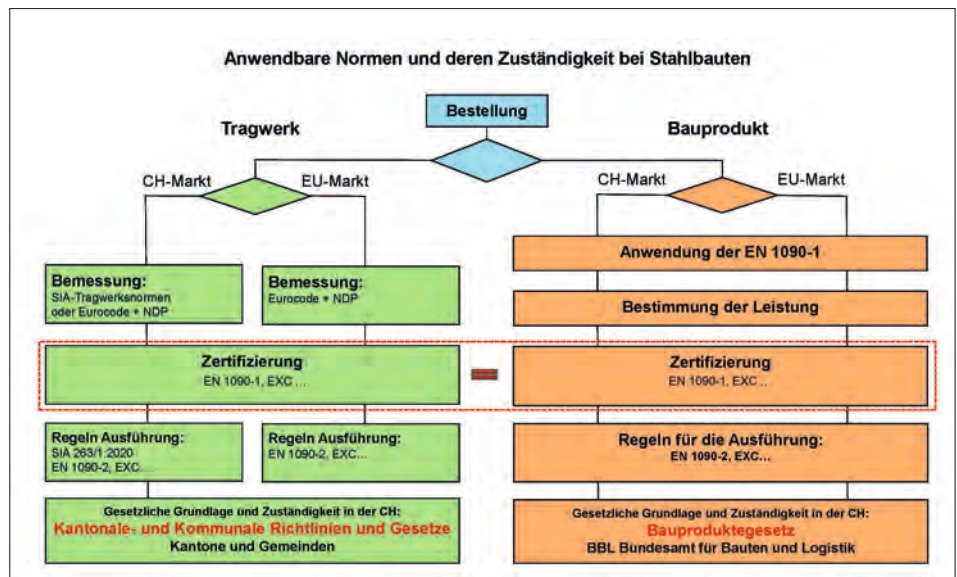 Anwendbare Normen und deren Zuständigkeit bei Stahlbauten
Bestellung
Tragwerk
Bauprodukt
CH-Markt
EU-Markt
CH-Markt
EU-Markt
Anwendung der EN 1090-1
Bemessung:
SIA-Tragwerksnormen
oder Eurocode + NDP
Bemessung:
Eurocode + NDP
Bestimmung der Leistung
Zertifizierung
EN 1090-1, EXC ...
=
Zertifizierung
EN 1090-1, EXC ..
Regeln Ausführung:
SIA 263/1:2020
EN 1090-2, EXC....
Regeln Ausführung:
EN 1090-2, EXC...
Regeln für die Ausführung:
EN 1090-2, EXC...
Gesetzliche Grundlage und Zuständigkeit in der CH:
Kantonale- und Kommunale Richtlinien und Gesetze
Kantone und Gemeinden
Gesetzliche Grundlage und Zuständigkeit in der CH:
Bauproduktegesetz
BBL Bundesamt für Bauten und Logistik